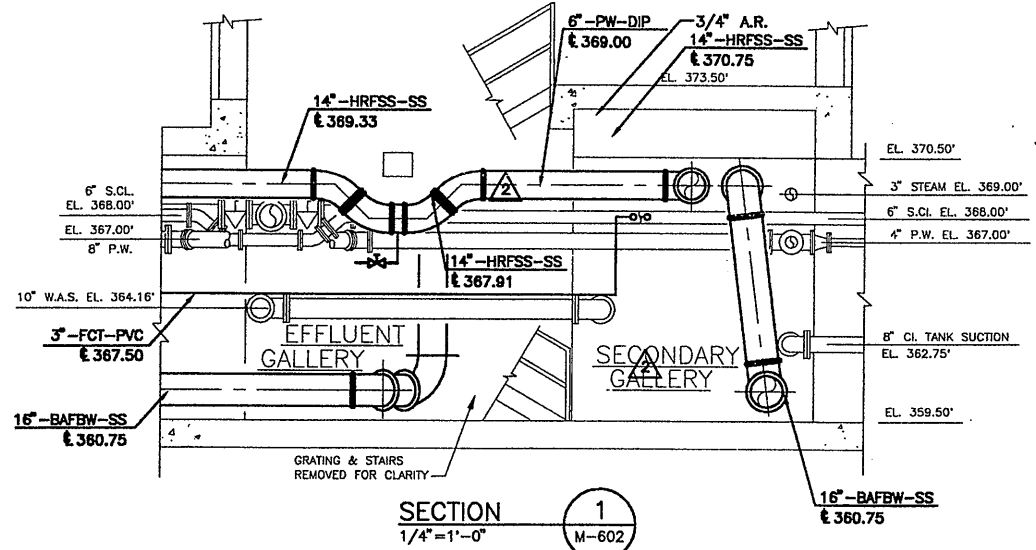 6"-PW-DIP
℄ 369.00
3/4" A.R.
14"-HRFSS-SS
℄ 370.75
EL. 373.50'
14"-HRFSS-SS
℄ 369.33
EL. 370.50'
6" S.CL.
EL. 368.00'
EL. 367.00'
8" P.W.
2
3" STEAM EL. 369.00'
6" S.Cl. EL. 368.00'
4" P.W. EL. 367.00'
14"-HRFSS-SS
℄ 367.91
10" W.A.S. EL. 364.16'
3"-FCT-PVC
℄ 367.50
EFFLUENT
GALLERY
SECONDARY
2
GALLERY
8" Cl. TANK SUCTION
EL. 362.75'
16"-BAFBW-SS
℄ 360.75
EL. 359.50'
GRATING & STAIRS
REMOVED FOR CLARITY
16"-BAFBW-SS
℄ 360.75
SECTION
1/4"=1'-0"
1
M-602